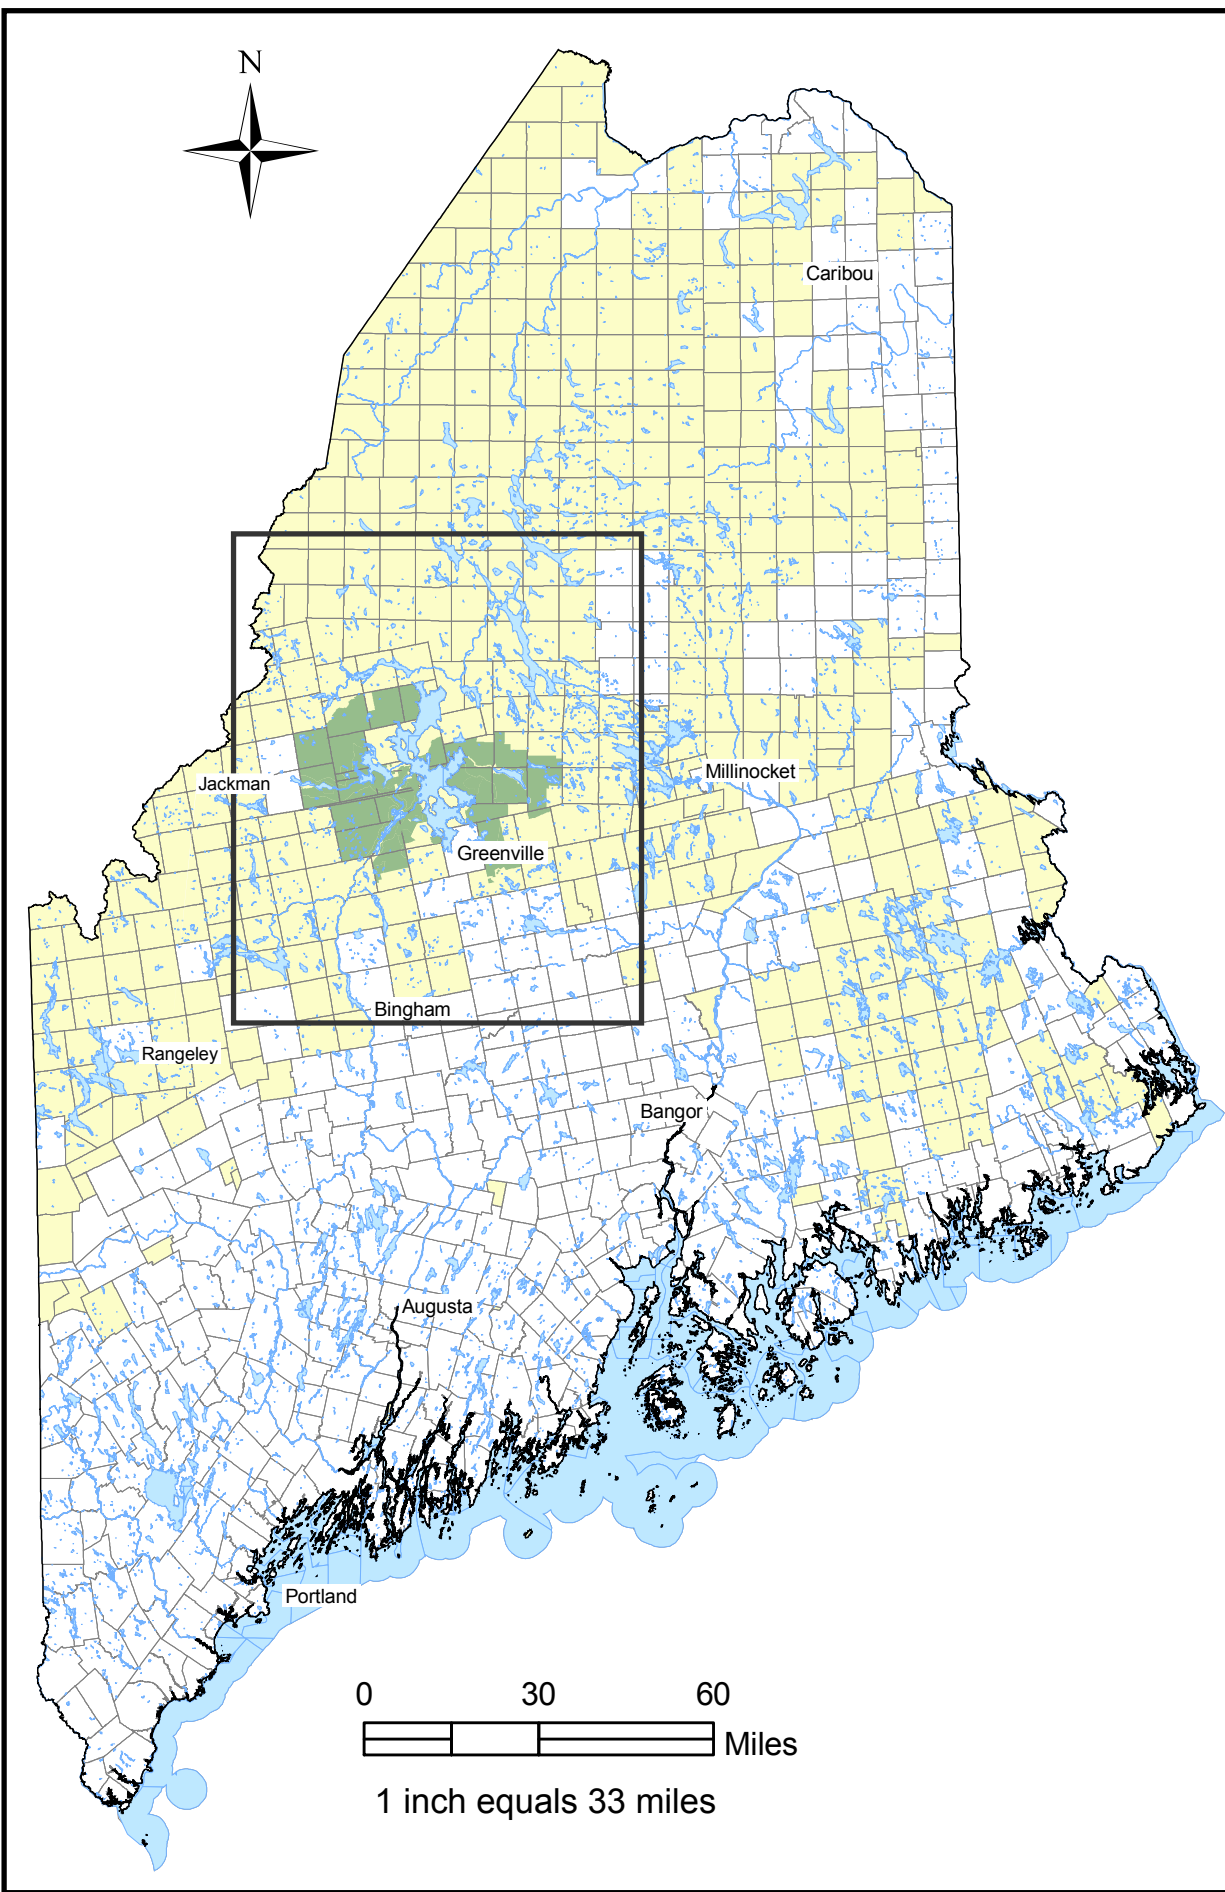 N
Caribou
Millinocket
Jackman
Greenville
Bingham
Rangeley
Bangor
Augusta
Portland
0 30 60
Miles
1 inch equals 33 miles